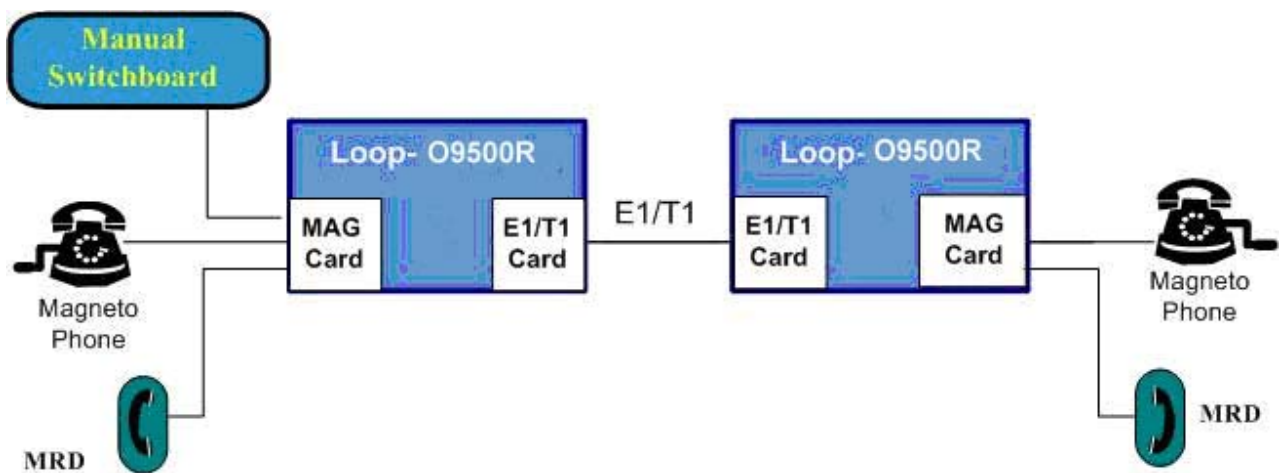 Manual
Switchboard
Loop- O9500R
Loop- O9500R
MAG
Card
E1/T1
Card
E1/T1
E1/T1
Card
MAG
Card
Magneto
Phone
Magneto
Phone
MRD
MRD